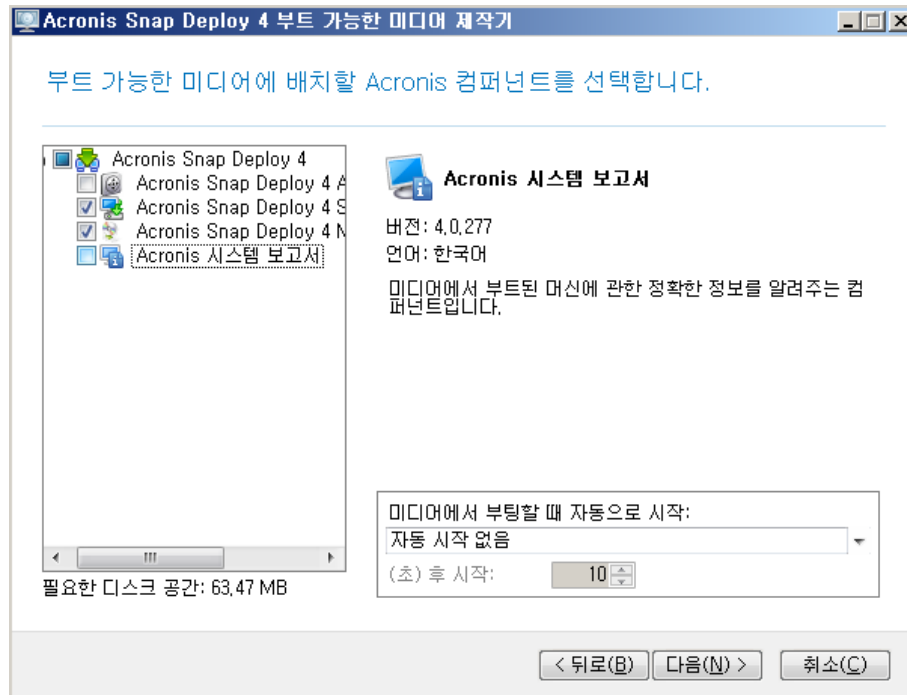 Acronis Snap Deploy 4 부트 가능한 미디어 제작기
부트 가능한 미디어에 배치할 Acronis 컴퍼넌트를 선택합니다.
Acronis Snap Deploy 4
Acronis Snap Deploy 4 A
Acronis Snap Deploy 4 S
Acronis Snap Deploy 4 N
Acronis 시스템 보고서
필요한 디스크 공간: 63,47 MB
Acronis 시스템 보고서
버전: 4,0,277
언어: 한국어
미디어에서 부트된 머신에 관한 정확한 정보를 알려주는 컴
퍼넌트입니다.
미디어에서 부팅할 때 자동으로 시작:
자동 시작 없음
(초) 후 시작: 10
< 뒤로(B) 다음(N) > 취소(C)